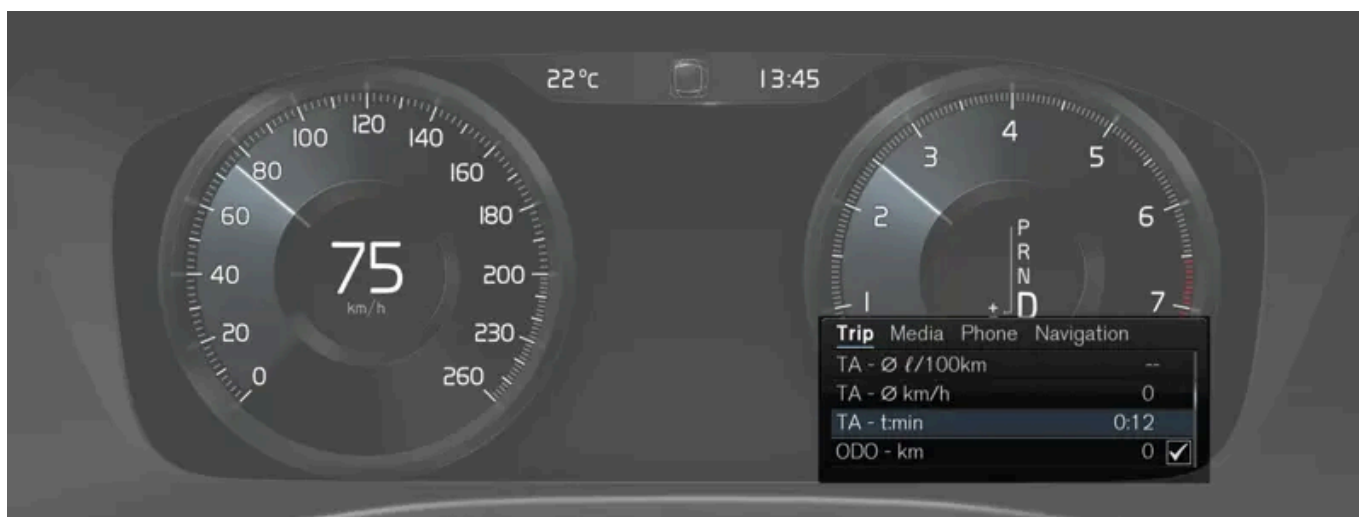 22°C
13:45
0
20
40
60
80
100
120
140
160
180
200
230
260
75
km/h
1
2
3
4
5
6
7
P
R
N
± D
Trip Media Phone Navigation
TA - Ø ℓ/100km --
TA - Ø km/h 0
TA - t:min 0:12
ODO - km 0